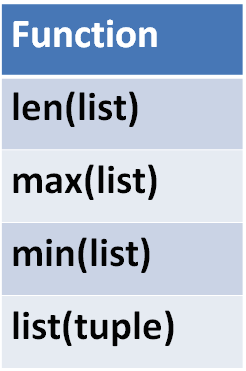 Function
len(list)
max(list)
min(list)
list(tuple)